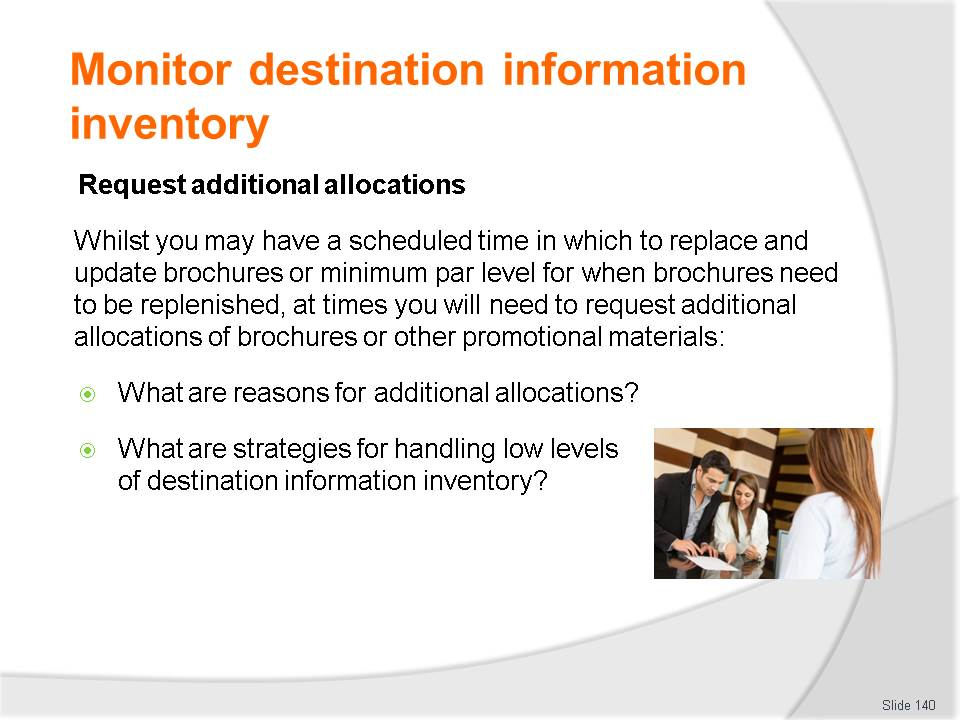 Monitor destination information
inventory
Request additional allocations
Whilst you may have a scheduled time in which to replace and
update brochures or minimum par level for when brochures need
to be replenished, at times you will need to request additional
allocations of brochures or other promotional materials:
What are reasons for additional allocations?
What are strategies for handling low levels
of destination information inventory?
Slide 140